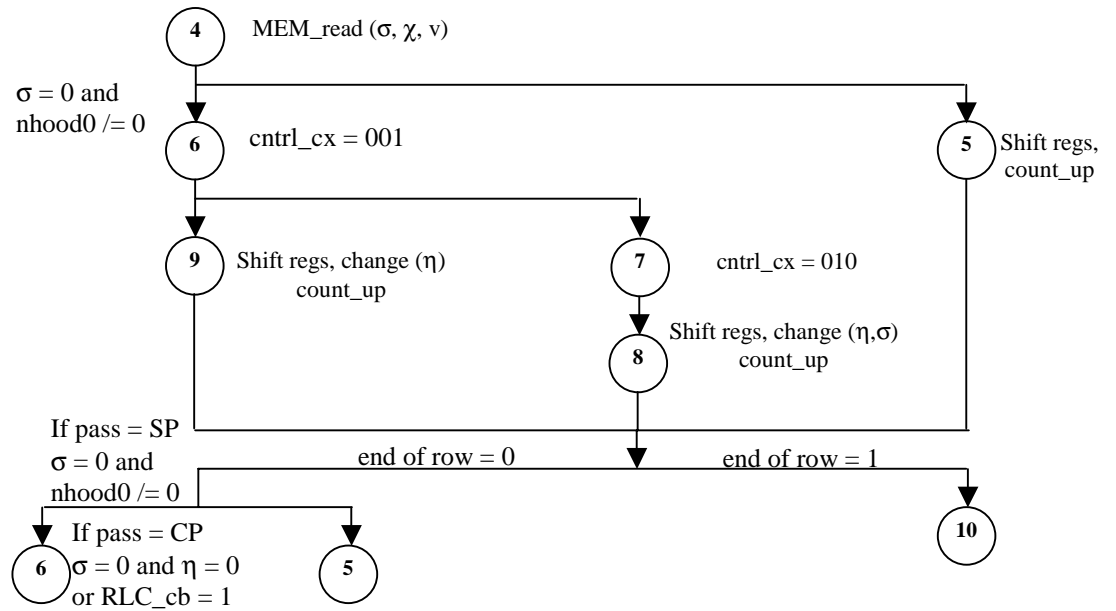 4
MEM_read (σ, χ, v)
σ = 0 and
nhood0 /= 0
6
cntrl_cx = 001
5
Shift regs,
count_up
9
Shift regs, change (η)
count_up
7
cntrl_cx = 010
8
Shift regs, change (η,σ)
count_up
If pass = SP
σ = 0 and
nhood0 /= 0
end of row = 0
end of row = 1
6
If pass = CP
σ = 0 and η = 0
or RLC_cb = 1
5
10